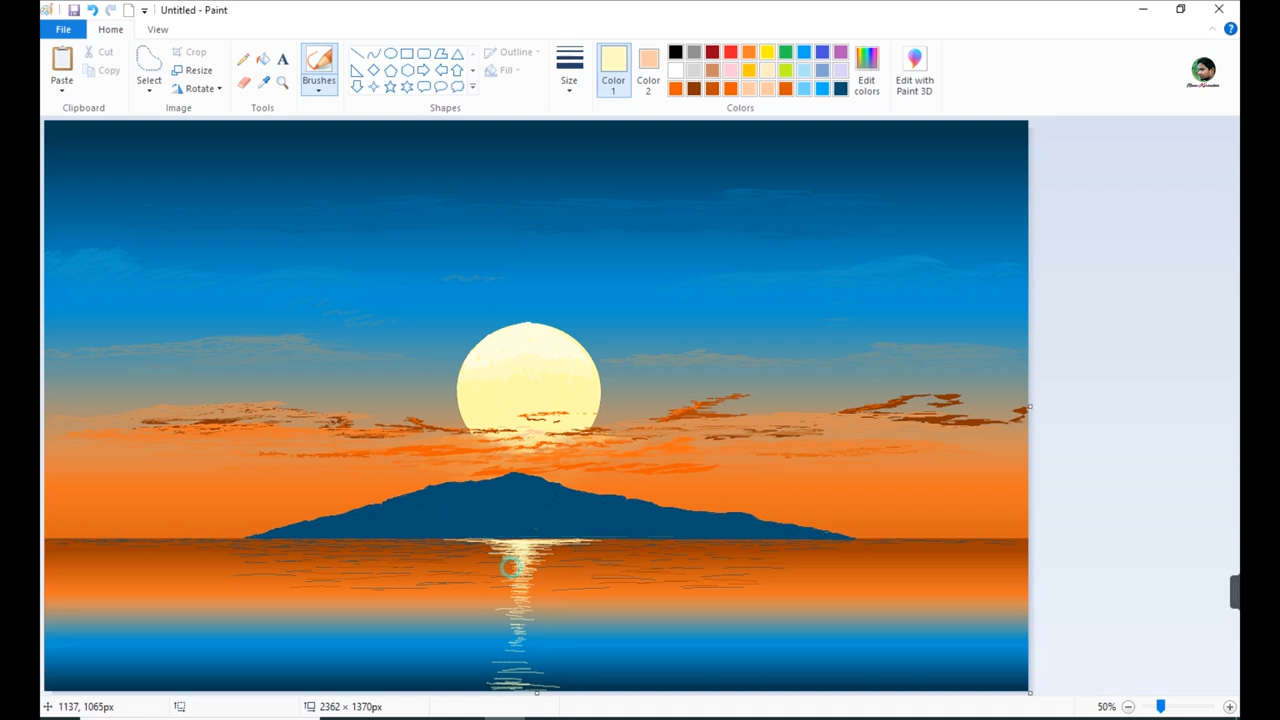 Untitled - Paint
File Home View
Paste Cut Copy
Clipboard
Select Crop Resize Rotate
Image
Tools
Brushes
Shapes
Outline Fill
Size
Color 1 Color 2
Colors
Edit colors
Edit with Paint 3D
1137, 1065px 2362 × 1370px 50%